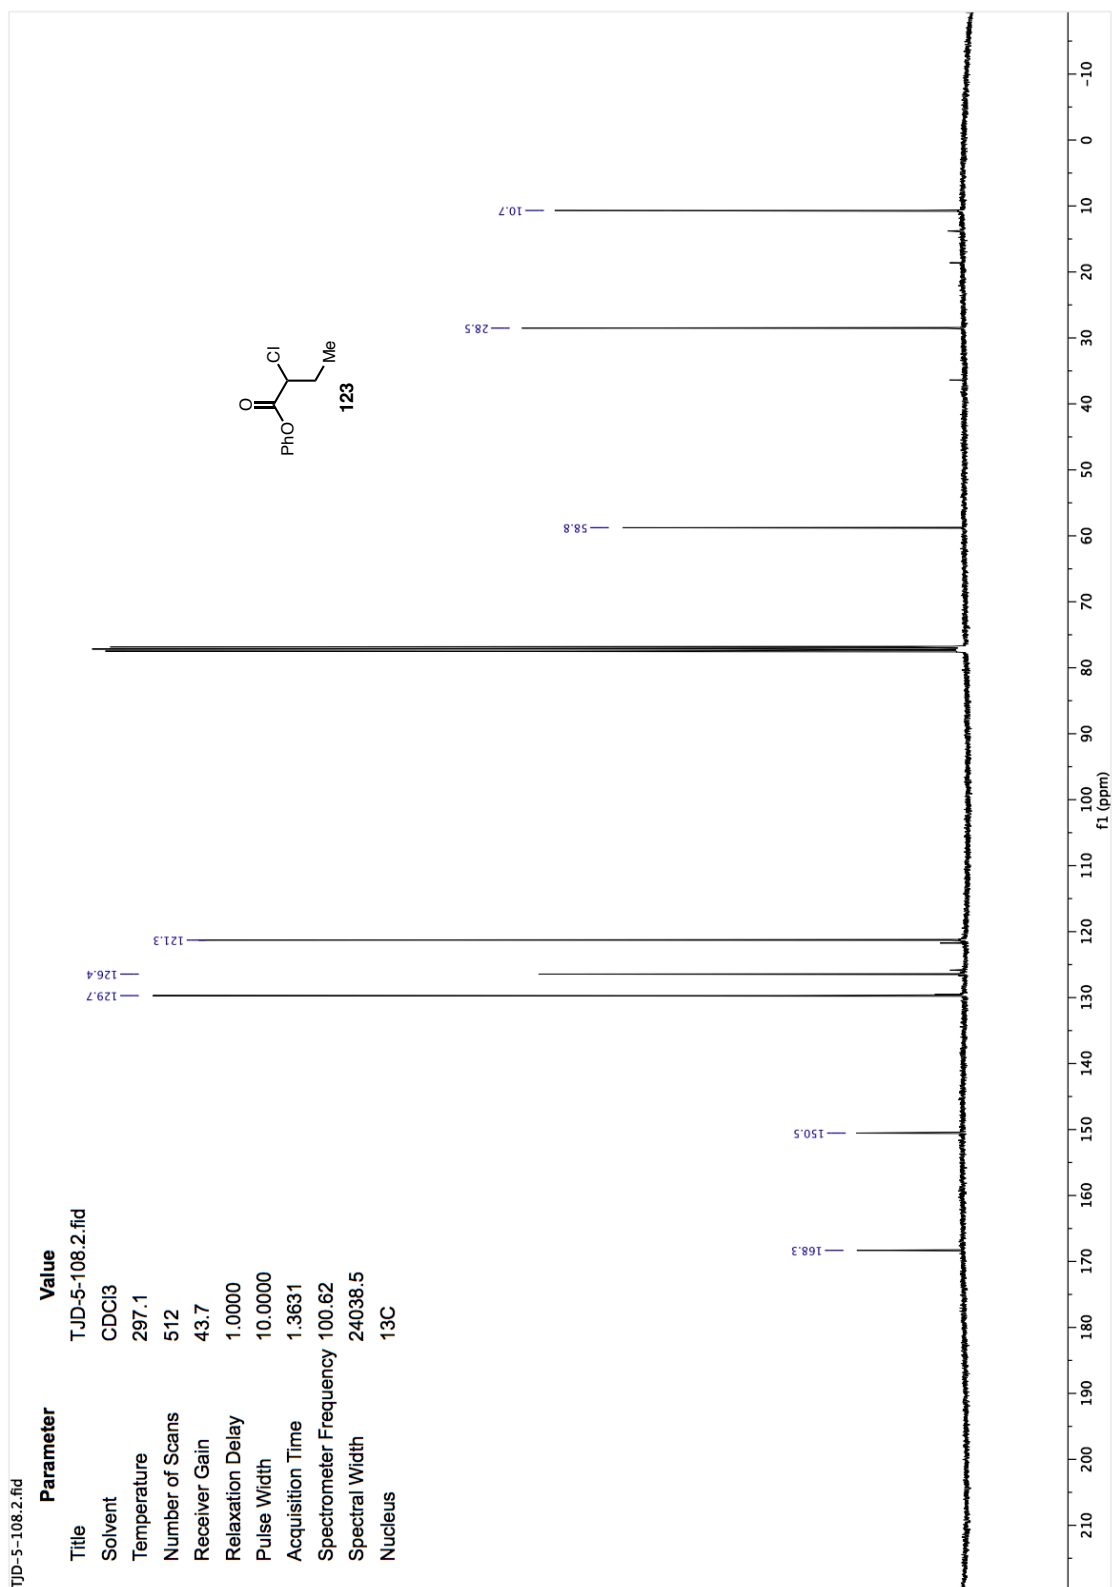 TJD-5-108.2.fid
Parameter Value
Title TJD-5-108.2.fid
Solvent CDCl3
Temperature 297.1
Number of Scans 512
Receiver Gain 43.7
Relaxation Delay 1.0000
Pulse Width 10.0000
Acquisition Time 1.3631
Spectrometer Frequency 100.62
Spectral Width 24038.5
Nucleus 13C
168.3
150.5
129.7
126.4
121.3
58.8
28.5
10.7
O
PhO
Cl
Me
123
210 200 190 180 170 160 150 140 130 120 110 100 90 80 70 60 50 40 30 20 10 0 -10
f1 (ppm)